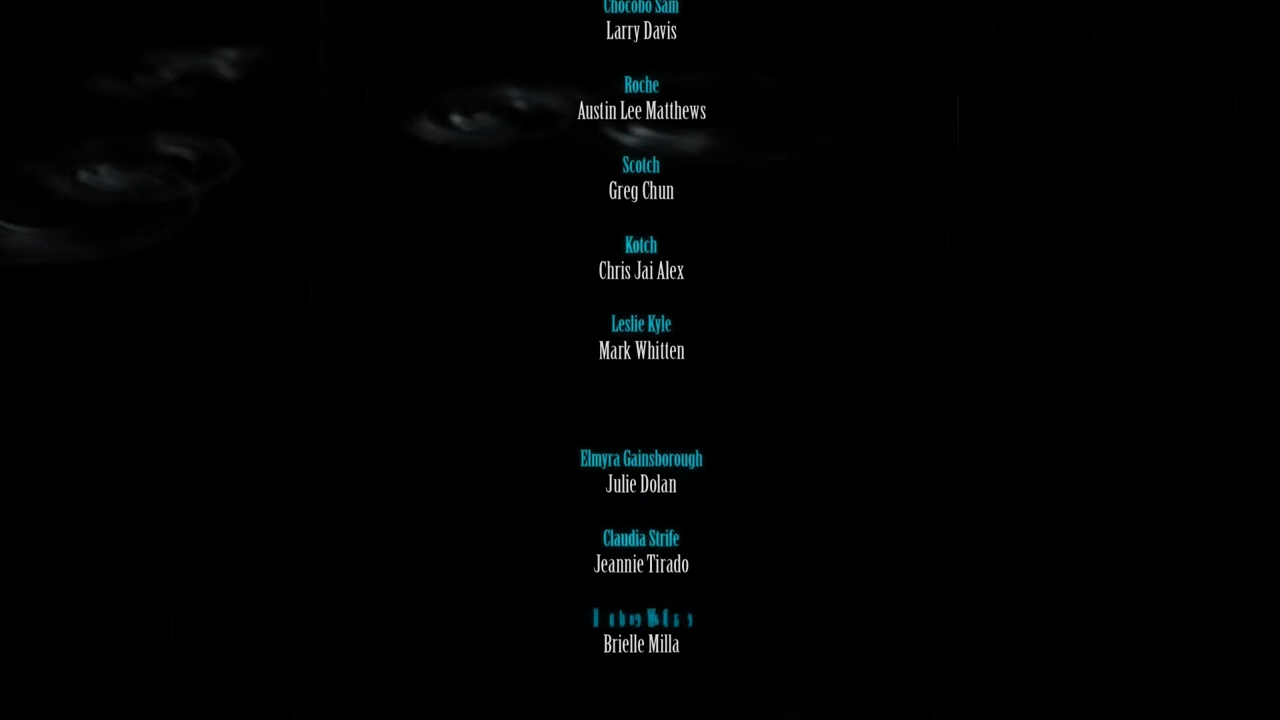 Chocobo Sam
Larry Davis
Roche
Austin Lee Matthews
Scotch
Greg Chun
Kotch
Chris Jai Alex
Leslie Kyle
Mark Whitten
Elmyra Gainsborough
Julie Dolan
Claudia Strife
Jeannie Tirado
Brielle Milla